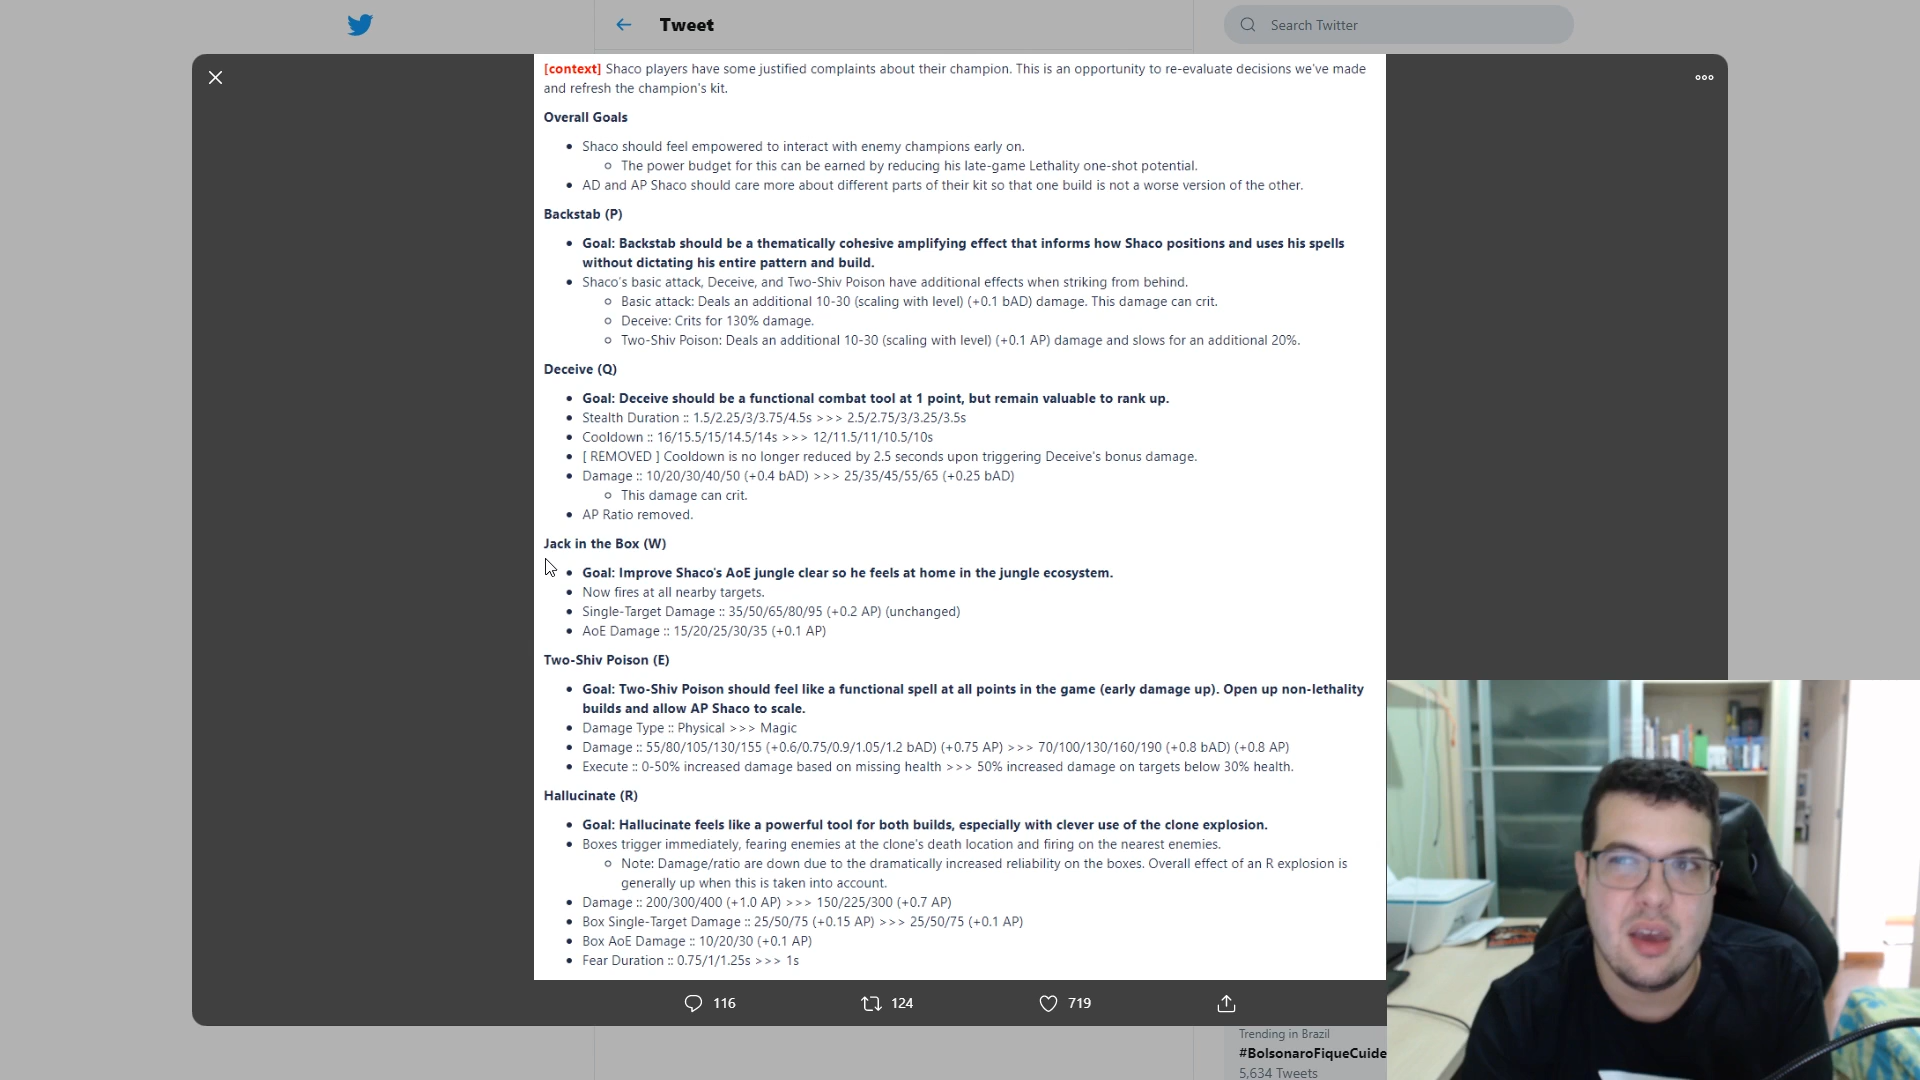 Tweet
Search Twitter
[context] Shaco players have some justified complaints about their champion. This is an opportunity to re-evaluate decisions we've made
and refresh the champion's kit.
Overall Goals
Shaco should feel empowered to interact with enemy champions early on.
The power budget for this can be earned by reducing his late-game Lethality one-shot potential.
AD and AP Shaco should care more about different parts of their kit so that one build is not a worse version of the other.
Backstab (P)
Goal: Backstab should be a thematically cohesive amplifying effect that informs how Shaco positions and uses his spells
without dictating his entire pattern and build.
Shaco's basic attack, Deceive, and Two-Shiv Poison have additional effects when striking from behind.
Basic attack: Deals an additional 10-30 (scaling with level) (+0.1 bAD) damage. This damage can crit.
Deceive: Crits for 130% damage.
Two-Shiv Poison: Deals an additional 10-30 (scaling with level) (+0.1 AP) damage and slows for an additional 20%.
Deceive (Q)
Goal: Deceive should be a functional combat tool at 1 point, but remain valuable to rank up.
Stealth Duration :: 1.5/2.25/3/3.75/4.5s >>> 2.5/2.75/3/3.25/3.5s
Cooldown :: 16/15.5/15/14.5/14s >>> 12/11.5/11/10.5/10s
[ REMOVED ] Cooldown is no longer reduced by 2.5 seconds upon triggering Deceive's bonus damage.
Damage :: 10/20/30/40/50 (+0.4 bAD) >>> 25/35/45/55/65 (+0.25 bAD)
This damage can crit.
AP Ratio removed.
Jack in the Box (W)
Goal: Improve Shaco's AoE jungle clear so he feels at home in the jungle ecosystem.
Now fires at all nearby targets.
Single-Target Damage :: 35/50/65/80/95 (+0.2 AP) (unchanged)
AoE Damage :: 15/20/25/30/35 (+0.1 AP)
Two-Shiv Poison (E)
Goal: Two-Shiv Poison should feel like a functional spell at all points in the game (early damage up). Open up non-lethality
builds and allow AP Shaco to scale.
Damage Type :: Physical >>> Magic
Damage :: 55/80/105/130/155 (+0.6/0.75/0.9/1.05/1.2 bAD) (+0.75 AP) >>> 70/100/130/160/190 (+0.8 bAD) (+0.8 AP)
Execute :: 0-50% increased damage based on missing health >>> 50% increased damage on targets below 30% health.
Hallucinate (R)
Goal: Hallucinate feels like a powerful tool for both builds, especially with clever use of the clone explosion.
Boxes trigger immediately, fearing enemies at the clone's death location and firing on the nearest enemies.
Note: Damage/ratio are down due to the dramatically increased reliability on the boxes. Overall effect of an R explosion is
generally up when this is taken into account.
Damage :: 200/300/400 (+1.0 AP) >>> 150/225/300 (+0.7 AP)
Box Single-Target Damage :: 25/50/75 (+0.15 AP) >>> 25/50/75 (+0.1 AP)
Box AoE Damage :: 10/20/30 (+0.1 AP)
Fear Duration :: 0.75/1/1.25s >>> 1s
116 124 719
Trending in Brazil
#BolsonaroFiqueCuide
5,634 Tweets